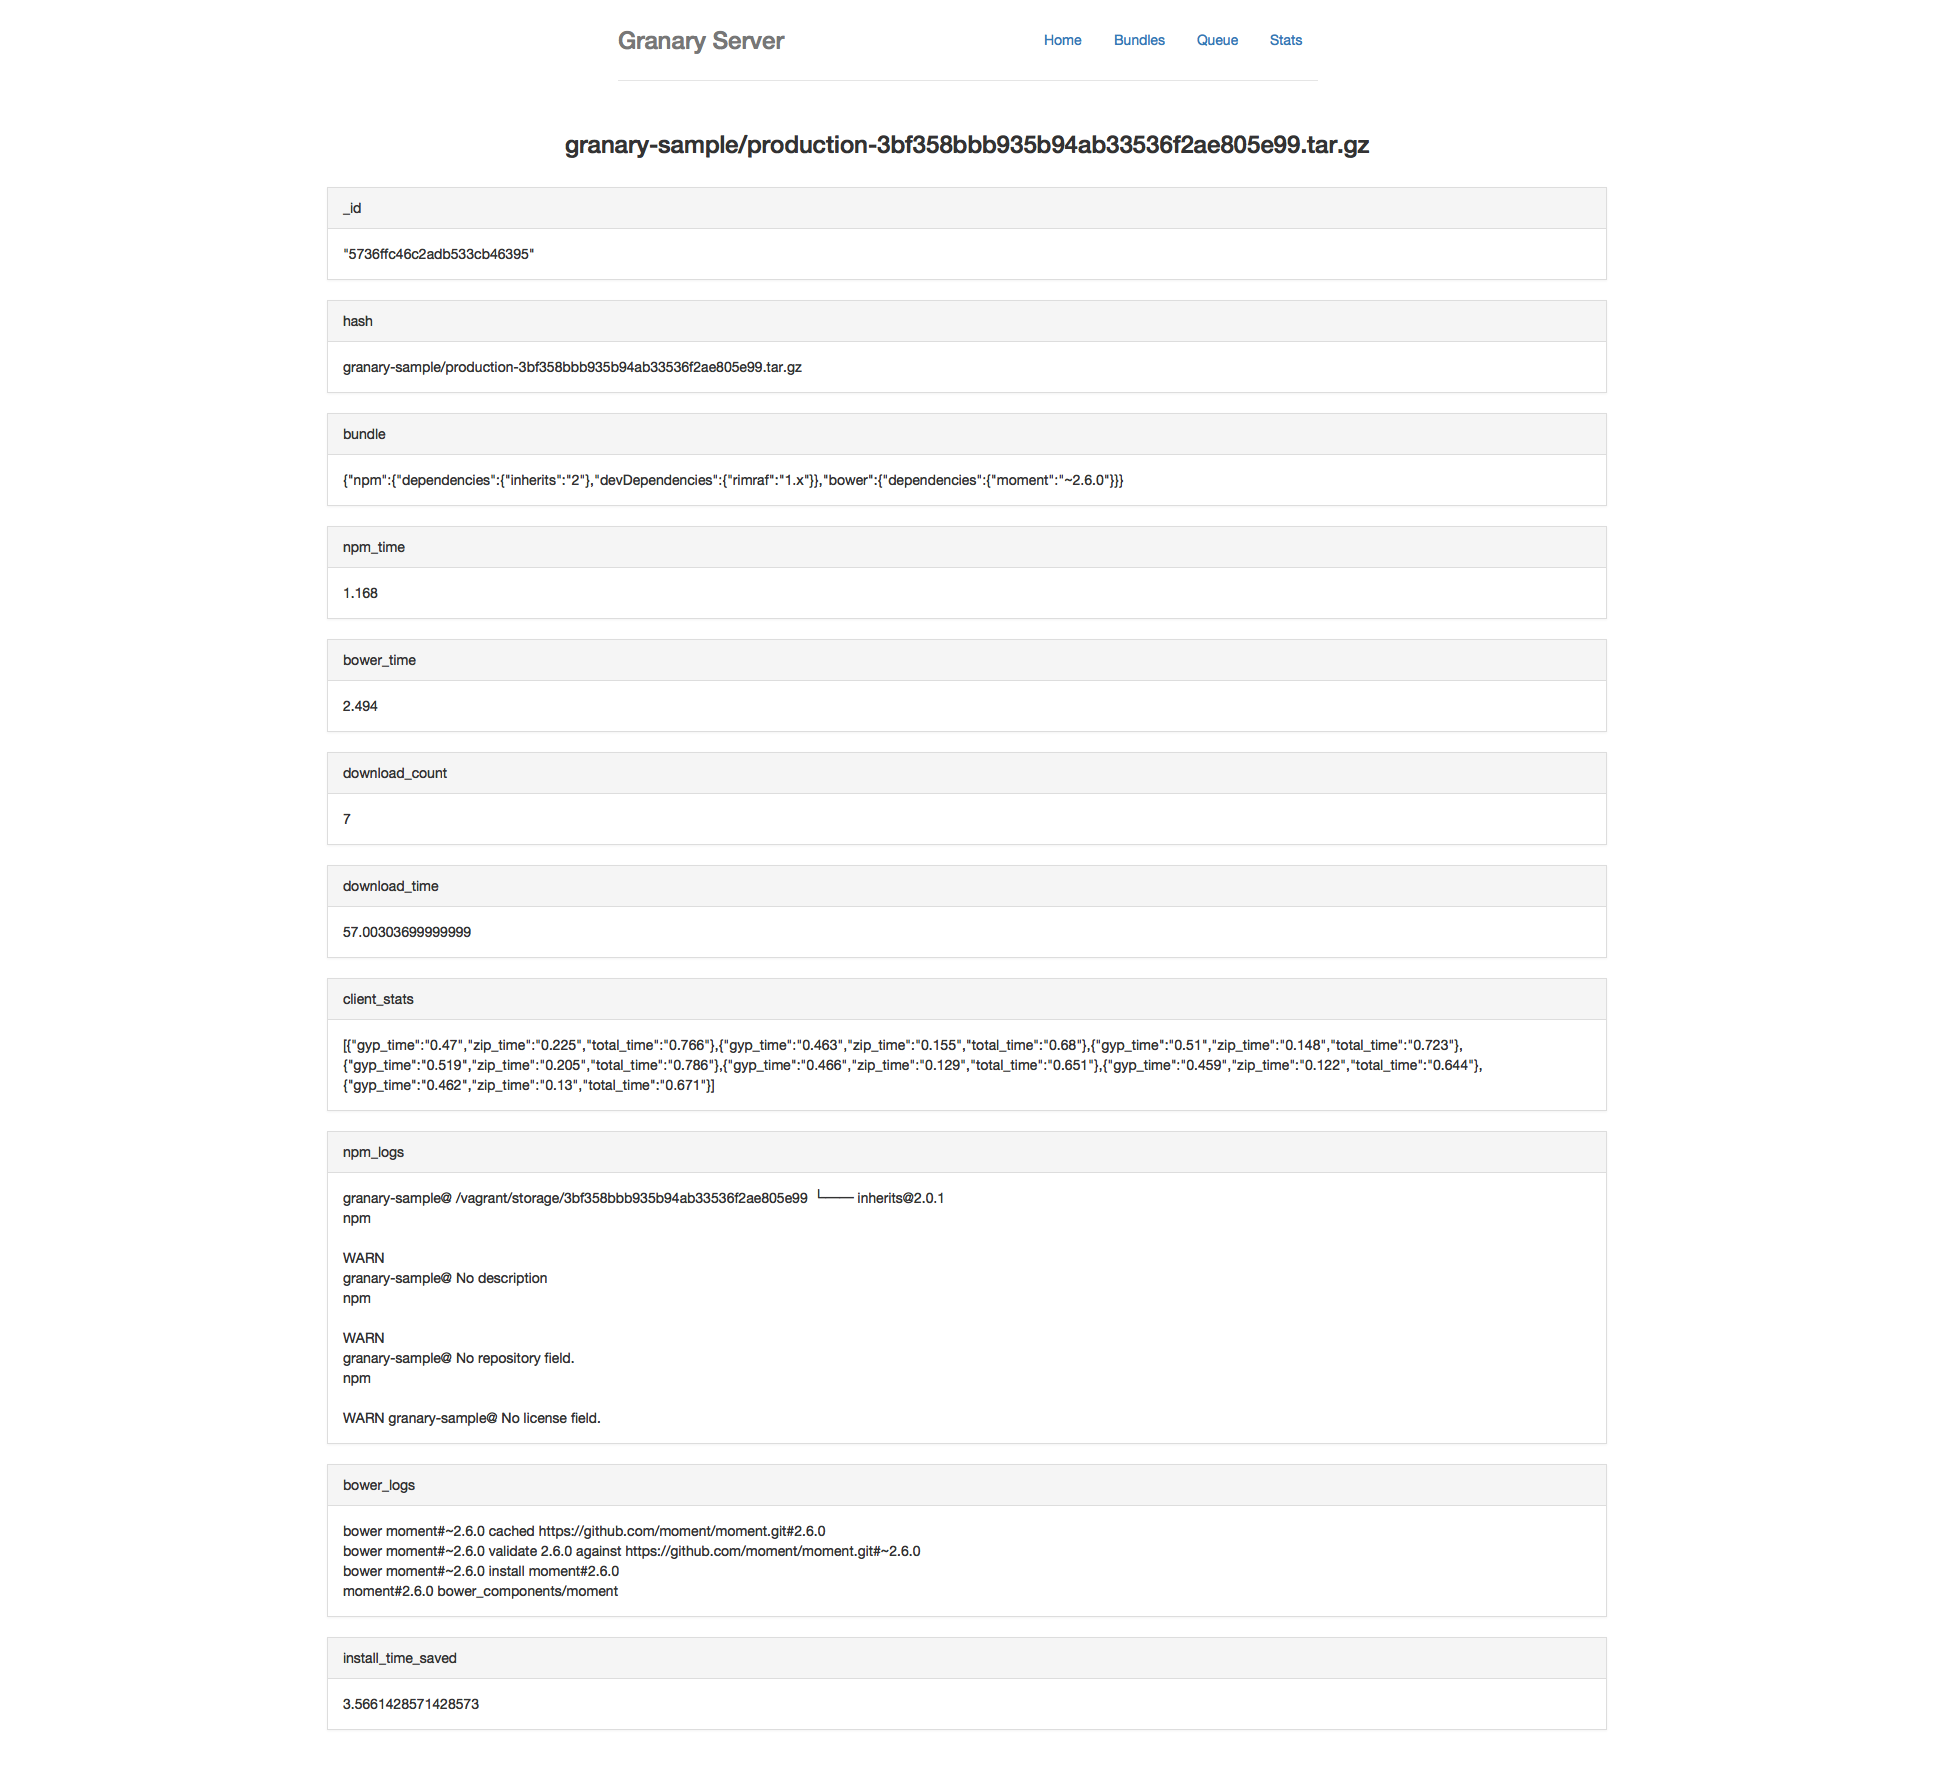 Granary Server
Home Bundles Queue Stats
granary-sample/production-3bf358bbb935b94ab33536f2ae805e99.tar.gz
_id
"5736ffc46c2adb533cb46395"
hash
granary-sample/production-3bf358bbb935b94ab33536f2ae805e99.tar.gz
bundle
{"npm":{"dependencies":{"inherits":"2"},"devDependencies":{"rimraf":"1.x"}},"bower":{"dependencies":{"moment":"~2.6.0"}}}
npm_time
1.168
bower_time
2.494
download_count
7
download_time
57.00303699999999
client_stats
[{"gyp_time":"0.47","zip_time":"0.225","total_time":"0.766"},{"gyp_time":"0.463","zip_time":"0.155","total_time":"0.68"},{"gyp_time":"0.51","zip_time":"0.148","total_time":"0.723"},
{"gyp_time":"0.519","zip_time":"0.205","total_time":"0.786"},{"gyp_time":"0.466","zip_time":"0.129","total_time":"0.651"},{"gyp_time":"0.459","zip_time":"0.122","total_time":"0.644"},
{"gyp_time":"0.462","zip_time":"0.13","total_time":"0.671"}]
npm_logs
granary-sample@ /vagrant/storage/3bf358bbb935b94ab33536f2ae805e99 └── inherits@2.0.1
npm
WARN
granary-sample@ No description
npm
WARN
granary-sample@ No repository field.
npm
WARN granary-sample@ No license field.
bower_logs
bower moment#~2.6.0 cached https://github.com/moment/moment.git#2.6.0
bower moment#~2.6.0 validate 2.6.0 against https://github.com/moment/moment.git#~2.6.0
bower moment#~2.6.0 install moment#2.6.0
moment#2.6.0 bower_components/moment
install_time_saved
3.5661428571428573